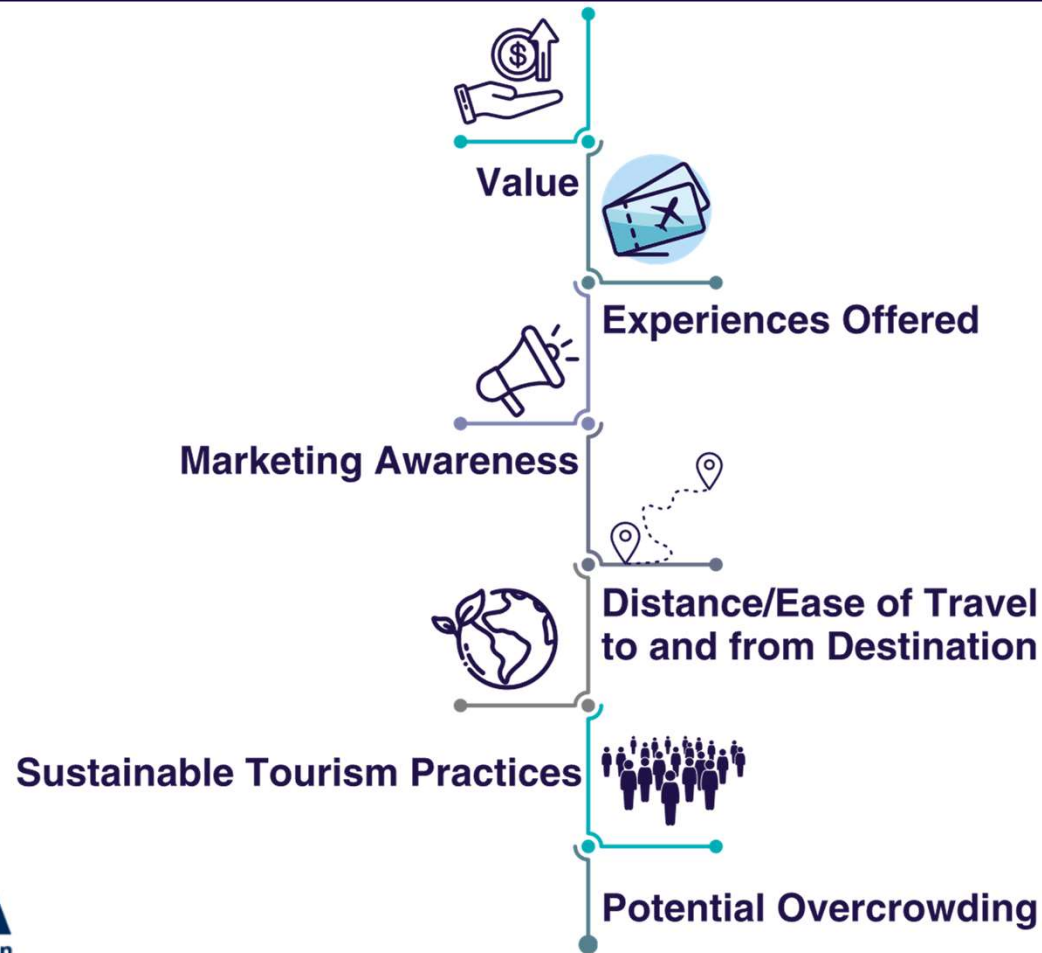 $
Value
Experiences Offered
Marketing Awareness
Distance/Ease of Travel
to and from Destination
Sustainable Tourism Practices
Potential Overcrowding